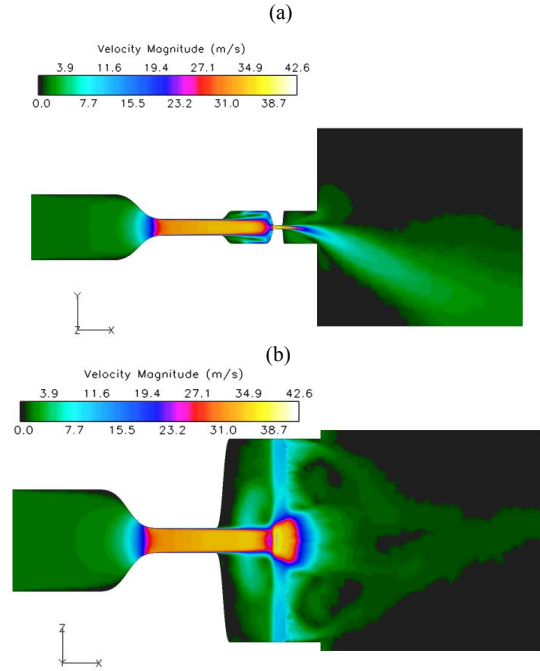 (a)
Velocity Magnitude (m/s)
3.9 11.6 19.4 27.1 34.9 42.6
0.0 7.7 15.5 23.2 31.0 38.7
Y
Z X
(b)
Velocity Magnitude (m/s)
3.9 11.6 19.4 27.1 34.9 42.6
0.0 7.7 15.5 23.2 31.0 38.7
Z
Y X